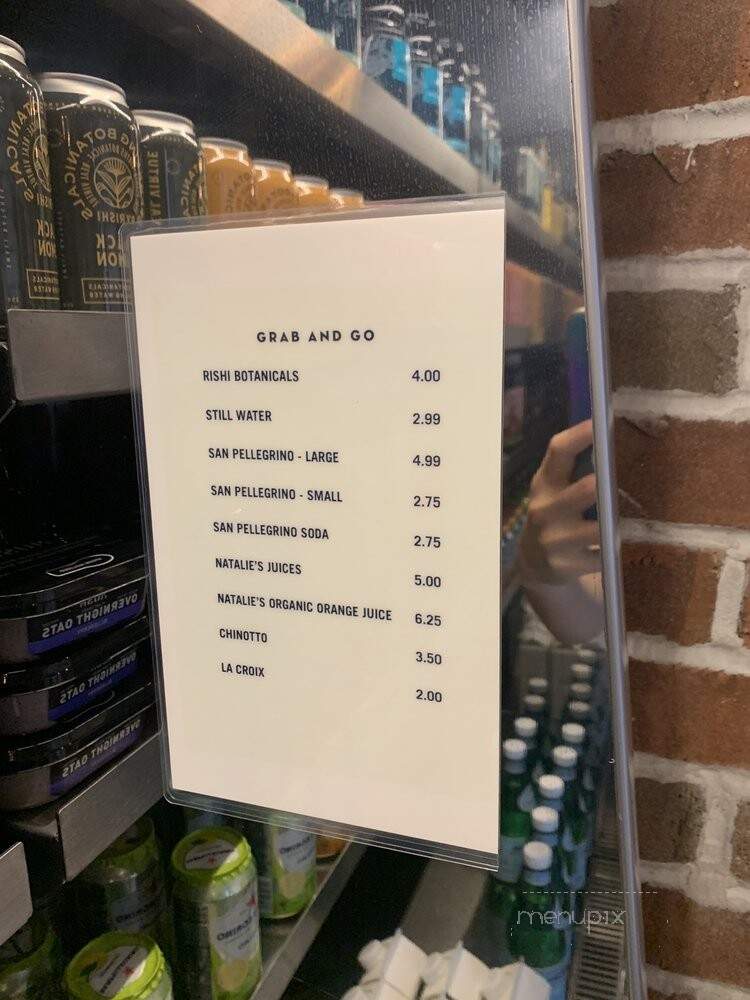 GRAB AND GO
RISHI BOTANICALS 4.00
STILL WATER 2.99
SAN PELLEGRINO - LARGE 4.99
SAN PELLEGRINO - SMALL 2.75
SAN PELLEGRINO SODA 2.75
NATALIE'S JUICES 5.00
NATALIE'S ORGANIC ORANGE JUICE 6.25
CHINOTTO 3.50
LA CROIX 2.00
OVERNIGHT OATS
OVERNIGHT OATS
OVERNIGHT OATS
menupix